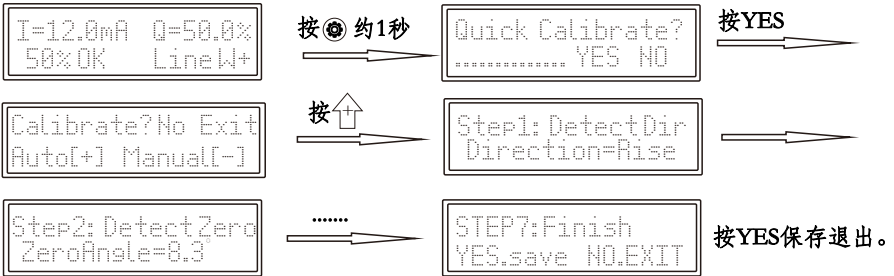 I=12.0mA Q=50.0%
50% OK Line W+
按 约1秒
Quick Calibrate?
.............. YES NO
按YES
Calibrate?No Exit
Auto[+] Manual[-]
按
Step1: DetectDir
Direction=Rise
Step2: DetectZero
ZeroAngle=8.3°
.......
STEP7:Finish
YES.save NO.EXIT
按YES保存退出。